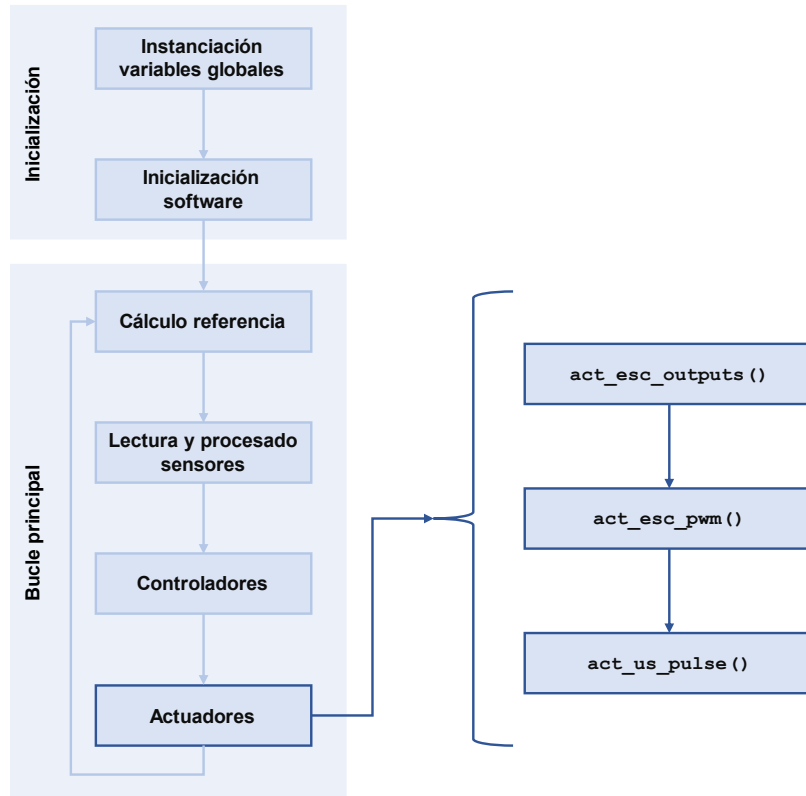 Inicialización
Instanciación
variables globales
Inicialización
software
Bucle principal
Cálculo referencia
Lectura y procesado
sensores
Controladores
Actuadores
act_esc_outputs()
act_esc_pwm()
act_us_pulse()